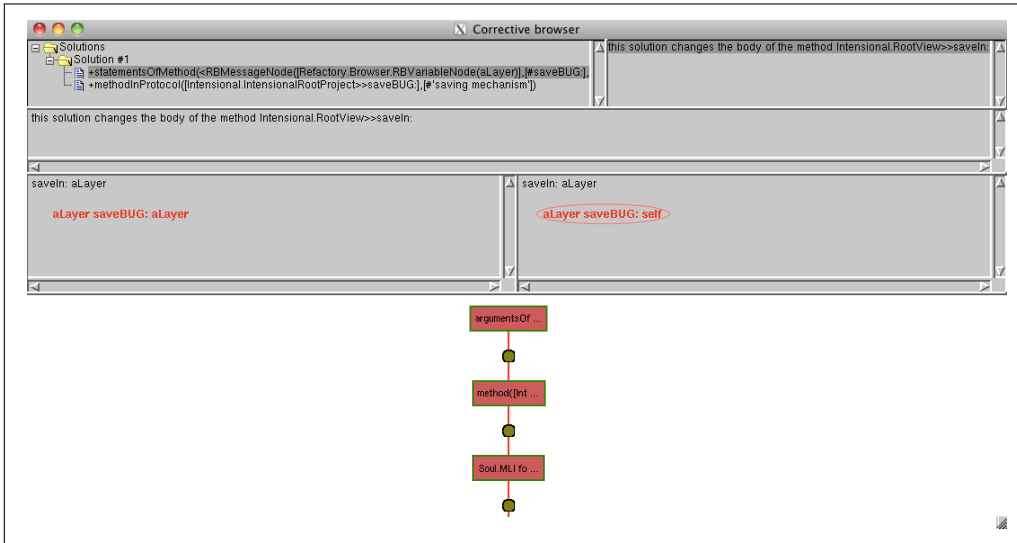 Corrective browser
Solutions
Solution #1
+statementsOfMethod(<RBMessageNode([Refactory.Browser.RBVariableNode(aLayer)],[#saveBUG:],
+methodInProtocol([Intensional.IntensionalRootProject>>saveBUG:],[#'saving mechanism'])
this solution changes the body of the method Intensional.RootView>>saveIn:
this solution changes the body of the method Intensional.RootView>>saveIn:
saveIn: aLayer
aLayer saveBUG: aLayer
saveIn: aLayer
aLayer saveBUG: self
argumentsOf ...
method([Int ...
Soul.MLI fo ...